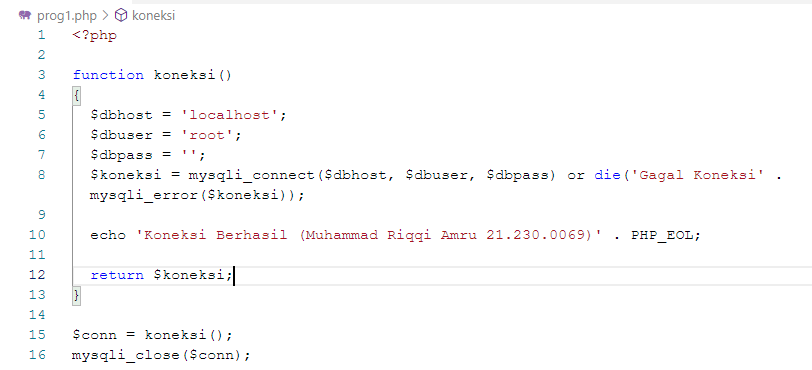 prog1.php > koneksi
1 <?php
2
3 function koneksi()
4 {
5 $dbhost = 'localhost';
6 $dbuser = 'root';
7 $dbpass = '';
8 $koneksi = mysqli_connect($dbhost, $dbuser, $dbpass) or die('Gagal Koneksi' .
mysqli_error($koneksi));
9
10 echo 'Koneksi Berhasil (Muhammad Riqqi Amru 21.230.0069)' . PHP_EOL;
11
12 return $koneksi;
13 }
14
15 $conn = koneksi();
16 mysqli_close($conn);